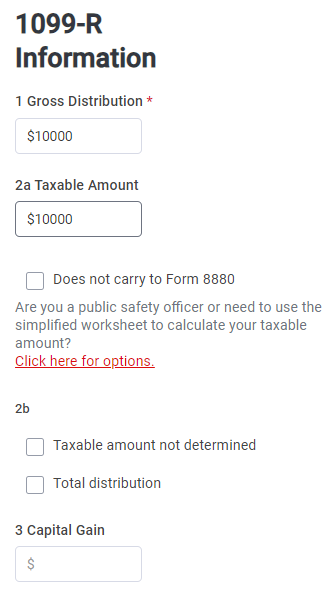 1099-R
Information
1 Gross Distribution *
$10000
2a Taxable Amount
$10000
Does not carry to Form 8880
Are you a public safety officer or need to use the
simplified worksheet to calculate your taxable
amount?
Click here for options.
2b
Taxable amount not determined
Total distribution
3 Capital Gain
$